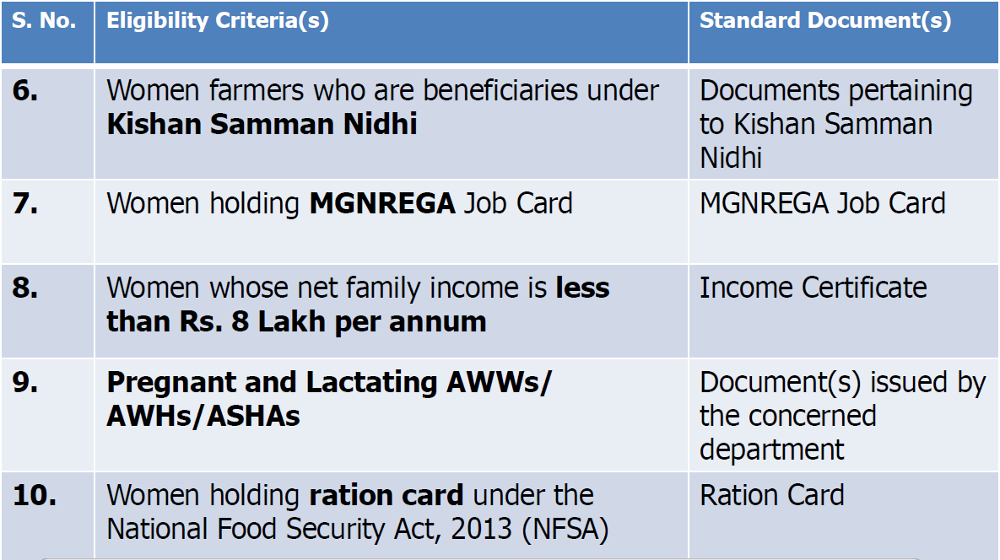 S. No. Eligibility Criteria(s) Standard Document(s)
6. Women farmers who are beneficiaries under Documents pertaining
Kishan Samman Nidhi to Kishan Samman
Nidhi
7. Women holding MGNREGA Job Card MGNREGA Job Card
8. Women whose net family income is less Income Certificate
than Rs. 8 Lakh per annum
9. Pregnant and Lactating AWWs/ Document(s) issued by
AWHs/ASHAs the concerned
department
10. Women holding ration card under the Ration Card
National Food Security Act, 2013 (NFSA)